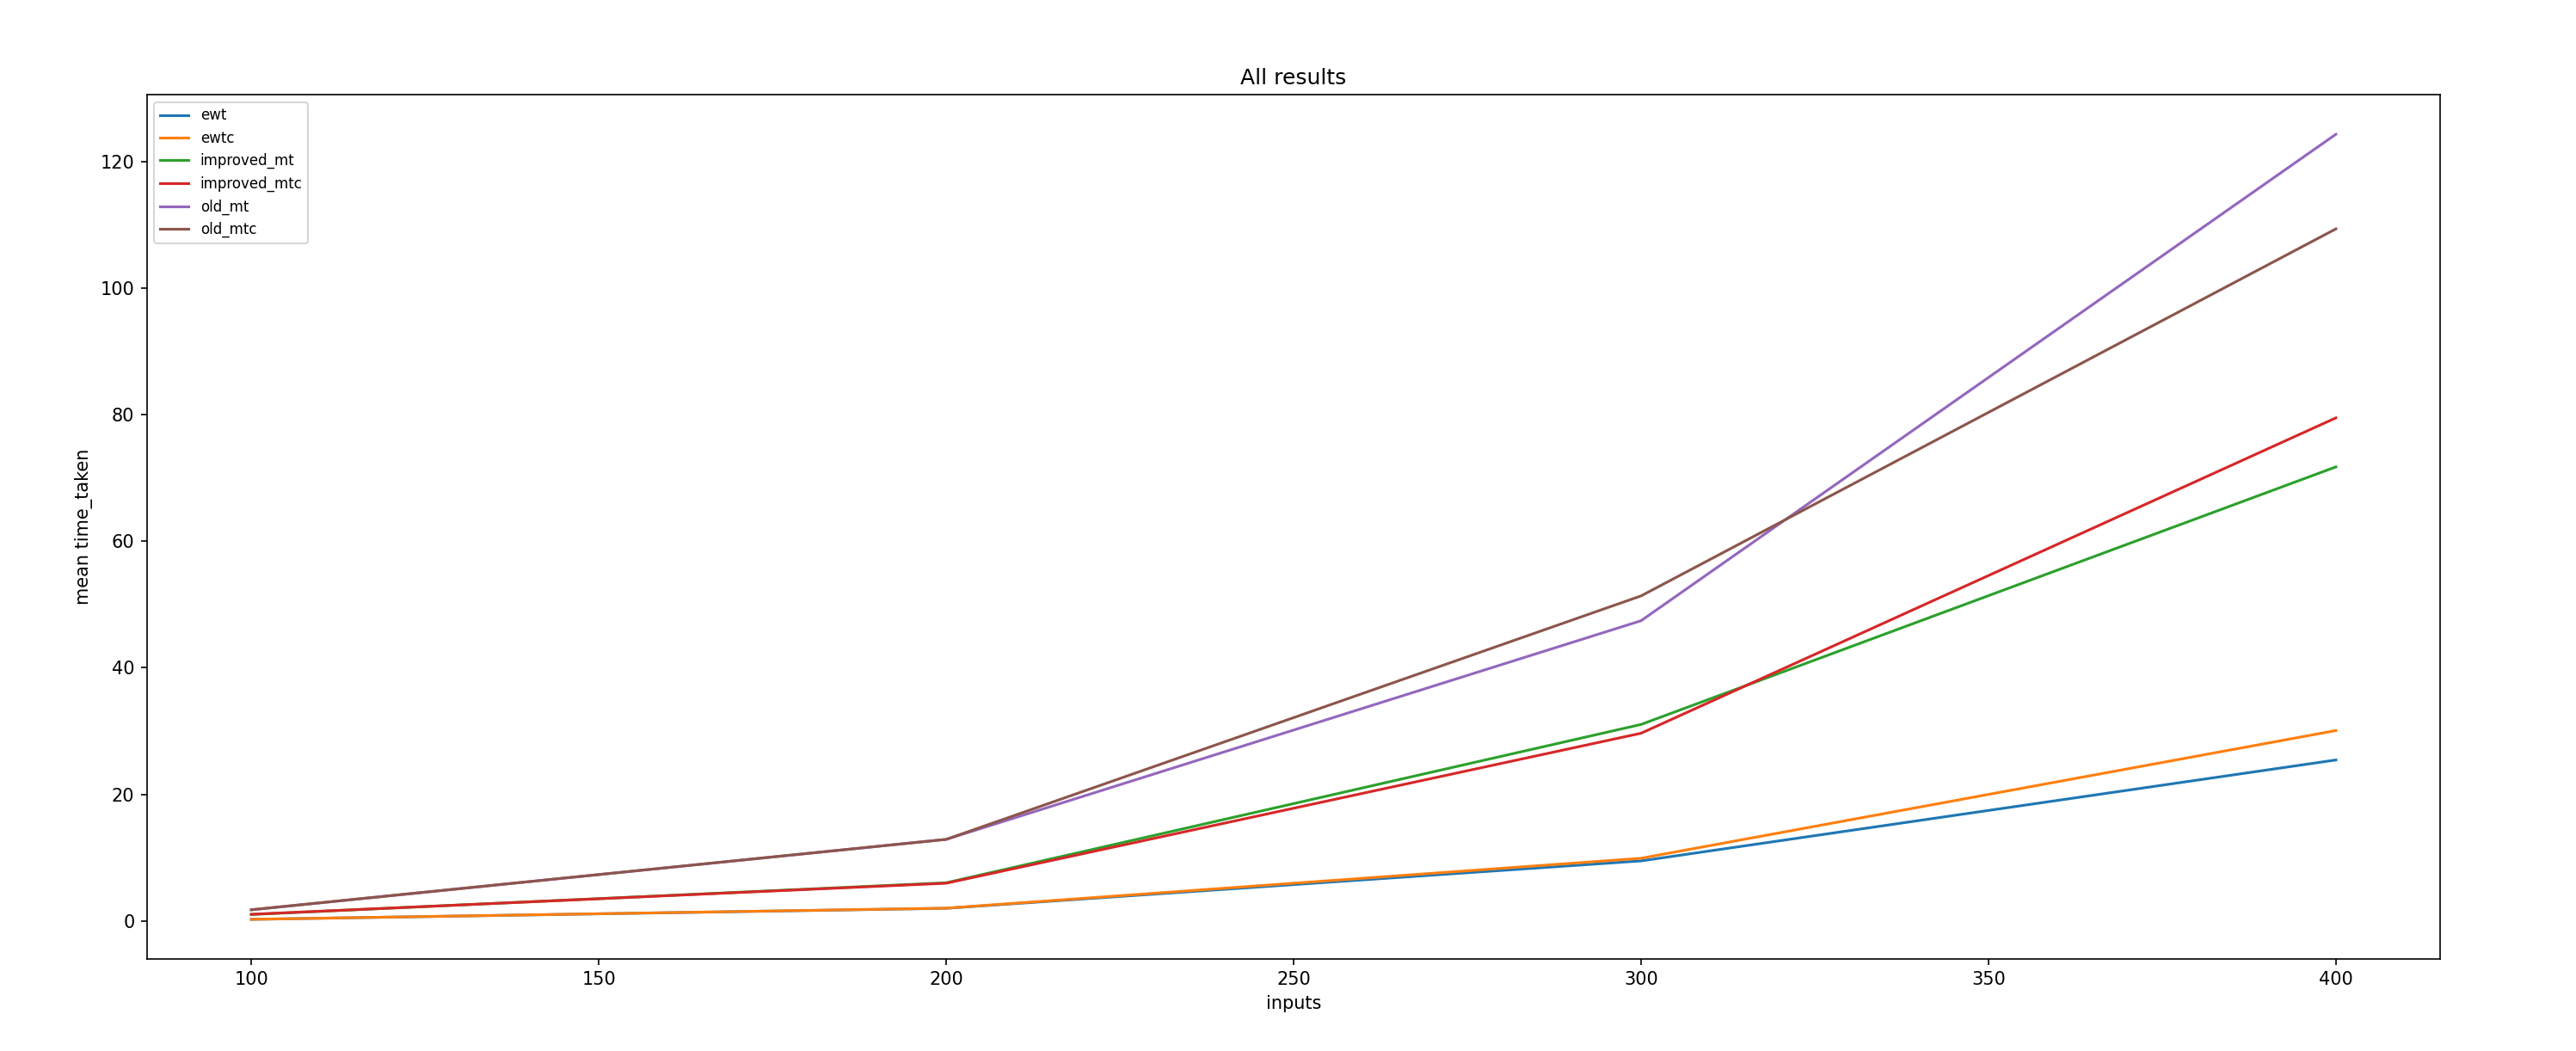 All results
ewt
ewtc
improved_mt
improved_mtc
old_mt
old_mtc
120
100
80
60
40
20
0
mean time_taken
100 150 200 250 300 350 400
inputs